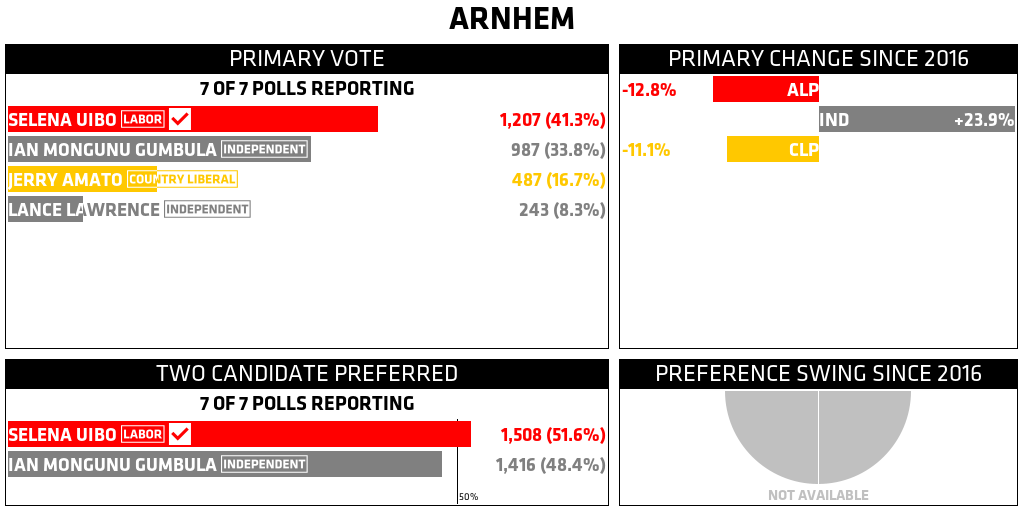 ARNHEM
PRIMARY VOTE
7 OF 7 POLLS REPORTING
SELENA UIBO LABOR 1,207 (41.3%)
IAN MONGUNU GUMBULA INDEPENDENT 987 (33.8%)
JERRY AMATO COUNTRY LIBERAL 487 (16.7%)
LANCE LAWRENCE INDEPENDENT 243 (8.3%)
PRIMARY CHANGE SINCE 2016
-12.8% ALP
IND +23.9%
-11.1% CLP
TWO CANDIDATE PREFERRED
7 OF 7 POLLS REPORTING
SELENA UIBO LABOR 1,508 (51.6%)
IAN MONGUNU GUMBULA INDEPENDENT 1,416 (48.4%)
50%
PREFERENCE SWING SINCE 2016
NOT AVAILABLE